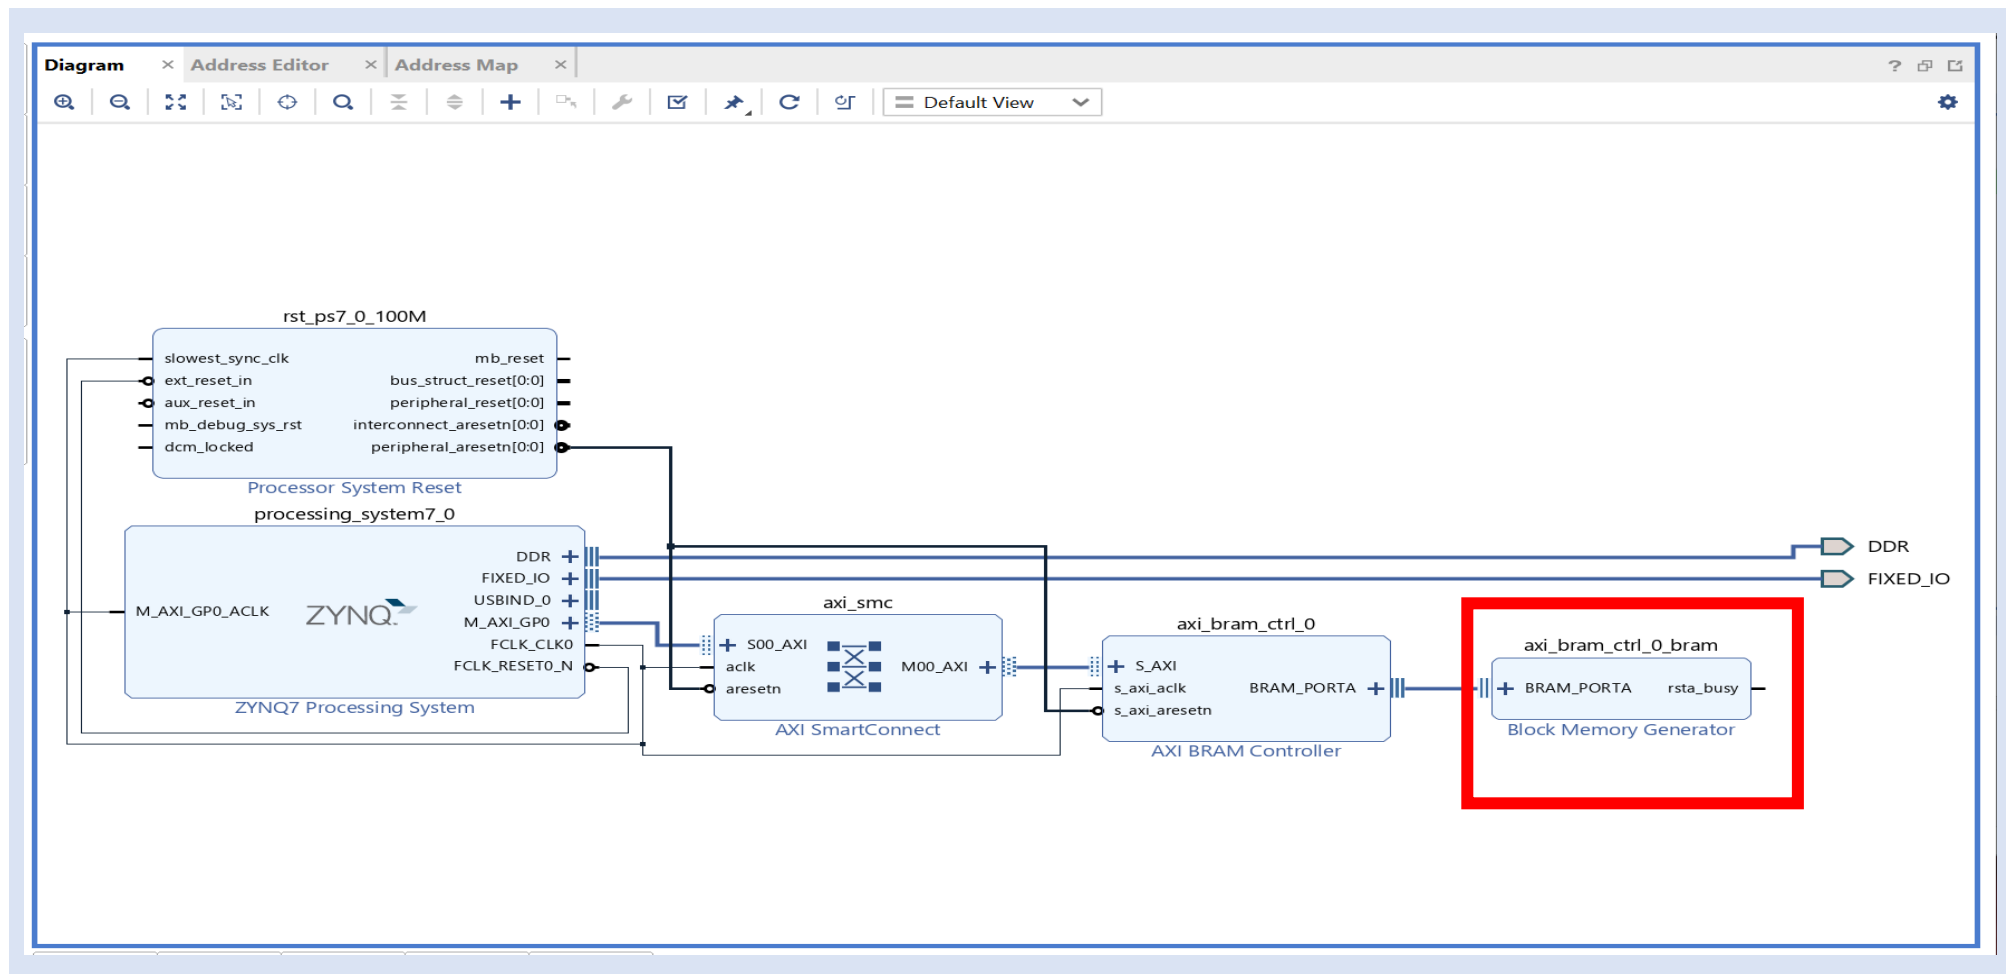 Diagram
Address Editor
Address Map
Default View
rst_ps7_0_100M
slowest_sync_clk
ext_reset_in
aux_reset_in
mb_debug_sys_rst
dcm_locked
mb_reset
bus_struct_reset[0:0]
peripheral_reset[0:0]
interconnect_aresetn[0:0]
peripheral_aresetn[0:0]
Processor System Reset
processing_system7_0
M_AXI_GP0_ACLK
ZYNQ
DDR
FIXED_IO
USBIND_0
M_AXI_GP0
FCLK_CLK0
FCLK_RESET0_N
ZYNQ7 Processing System
axi_smc
S00_AXI
aclk
aresetn
M00_AXI
AXI SmartConnect
axi_bram_ctrl_0
S_AXI
s_axi_aclk
s_axi_aresetn
BRAM_PORTA
AXI BRAM Controller
axi_bram_ctrl_0_bram
BRAM_PORTA
rsta_busy
Block Memory Generator
DDR
FIXED_IO